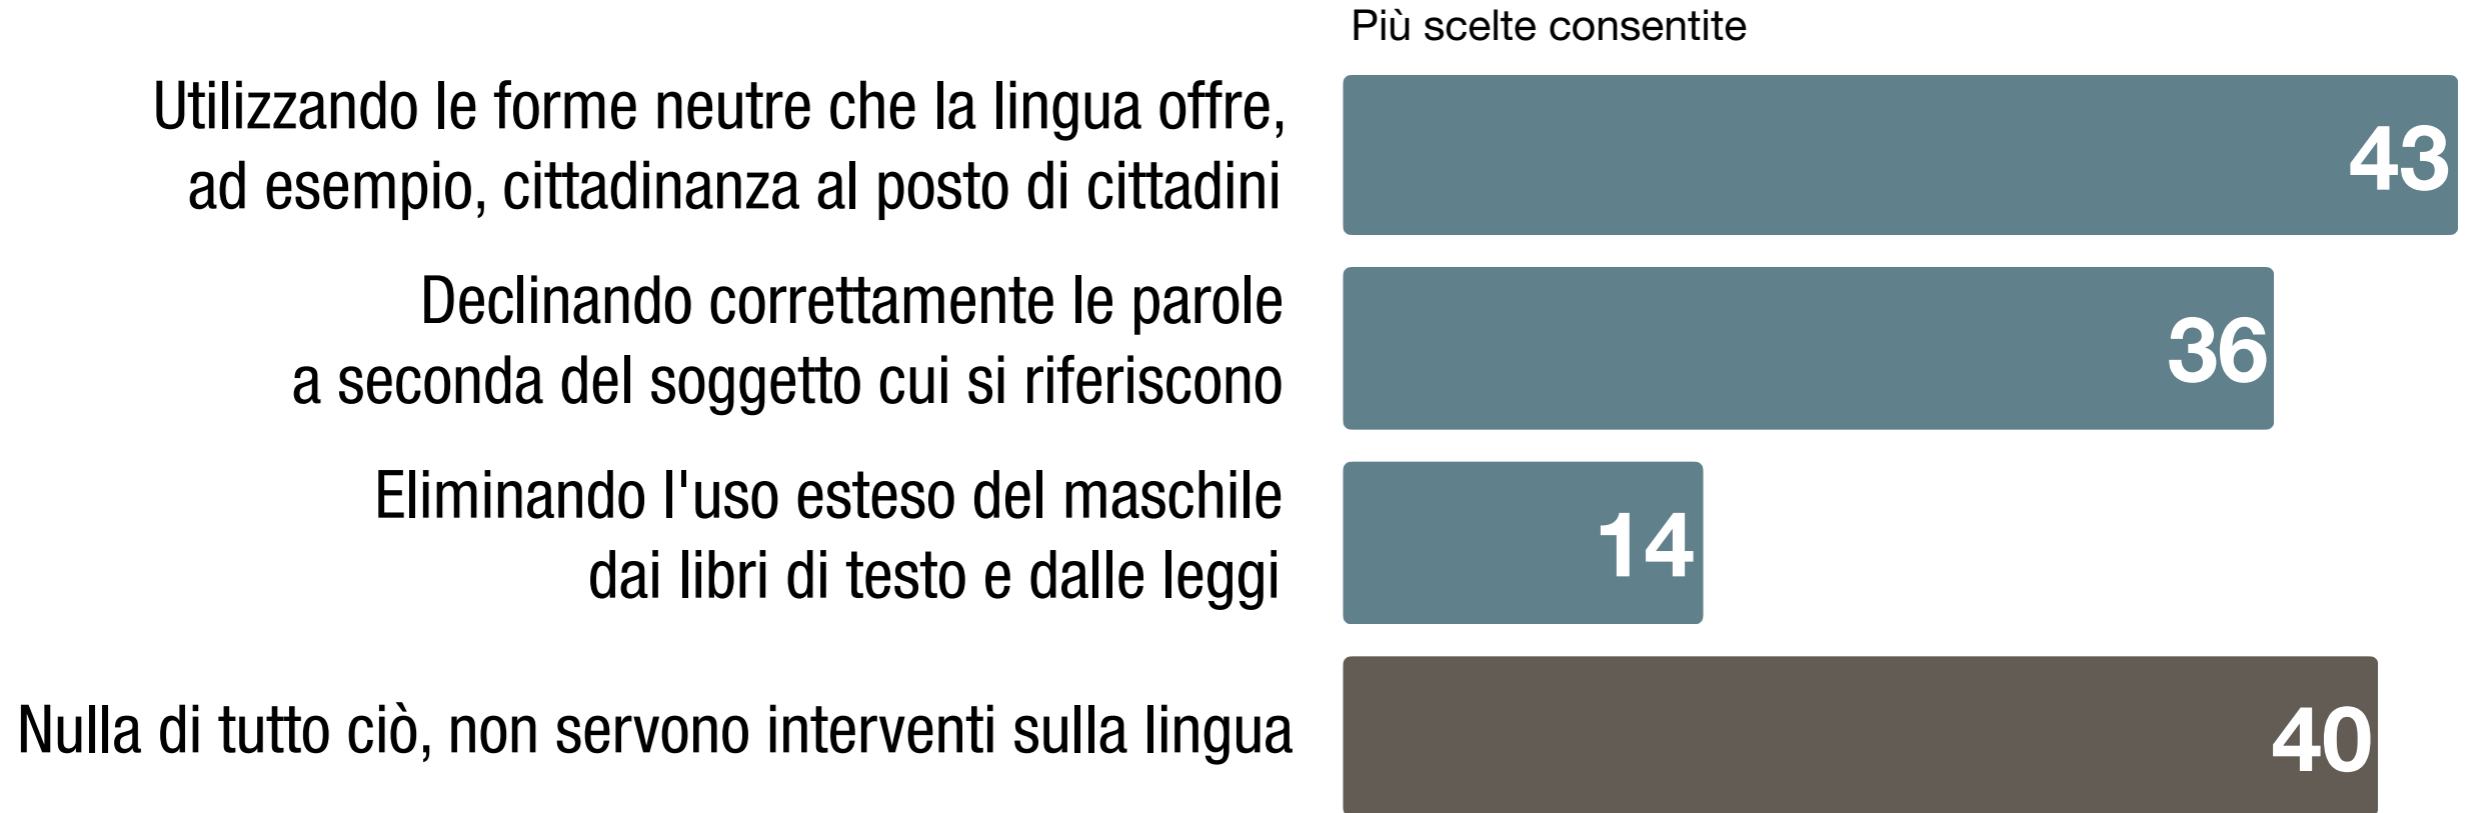 Più scelte consentite
Utilizzando le forme neutre che la lingua offre,
ad esempio, cittadinanza al posto di cittadini
43
Declinando correttamente le parole
a seconda del soggetto cui si riferiscono
36
Eliminando l'uso esteso del maschile
dai libri di testo e dalle leggi
14
Nulla di tutto ciò, non servono interventi sulla lingua
40